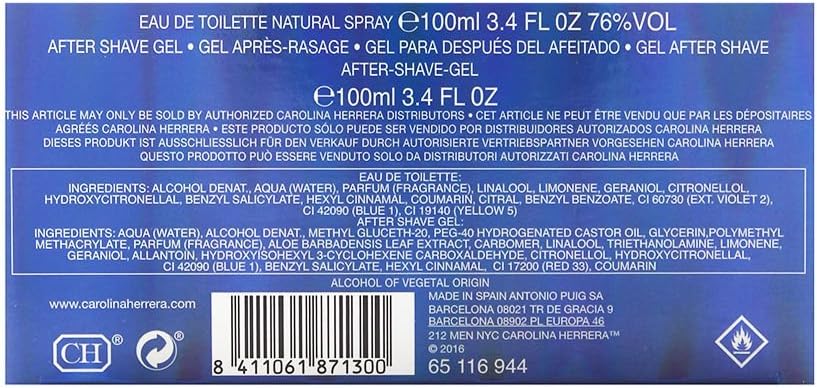 EAU DE TOILETTE NATURAL SPRAY ℮100ml 3.4 FL 0Z 76%VOL
AFTER SHAVE GEL • GEL APRÈS-RASAGE • GEL PARA DESPUÉS DEL AFEITADO • GEL AFTER SHAVE
AFTER-SHAVE-GEL
℮100ml 3.4 FL 0Z
THIS ARTICLE MAY ONLY BE SOLD BY AUTHORIZED CAROLINA HERRERA DISTRIBUTORS • CET ARTICLE NE PEUT ÊTRE VENDU QUE PAR LES DÉPOSITAIRES
AGRÉÉS CAROLINA HERRERA • ESTE PRODUCTO SÓLO PUEDE SER VENDIDO POR DISTRIBUIDORES AUTORIZADOS CAROLINA HERRERA
DIESES PRODUKT IST AUSSCHLIESSLICH FÜR DEN VERKAUF DURCH AUTORISIERTE VERTRIEBSPARTNER VORGESEHEN CAROLINA HERRERA
QUESTO PRODOTTO PUÒ ESSERE VENDUTO SOLO DA DISTRIBUTORI AUTORIZZATI CAROLINA HERRERA
EAU DE TOILETTE:
INGREDIENTS: ALCOHOL DENAT., AQUA (WATER), PARFUM (FRAGRANCE), LINALOOL, LIMONENE, GERANIOL, CITRONELLOL,
HYDROXYCITRONELLAL, BENZYL SALICYLATE, HEXYL CINNAMAL, COUMARIN, CITRAL, BENZYL BENZOATE, CI 60730 (EXT. VIOLET 2),
CI 42090 (BLUE 1), CI 19140 (YELLOW 5)
AFTER SHAVE GEL:
INGREDIENTS: AQUA (WATER), ALCOHOL DENAT., METHYL GLUCETH-20, PEG-40 HYDROGENATED CASTOR OIL, GLYCERIN,POLYMETHYL
METHACRYLATE, PARFUM (FRAGRANCE), ALOE BARBADENSIS LEAF EXTRACT, CARBOMER, LINALOOL, TRIETHANOLAMINE, LIMONENE,
GERANIOL, ALLANTOIN, HYDROXYISOHEXYL 3-CYCLOHEXENE CARBOXALDEHYDE, CITRONELLOL, HYDROXYCITRONELLAL,
CI 42090 (BLUE 1), BENZYL SALICYLATE, HEXYL CINNAMAL, CI 17200 (RED 33), COUMARIN
ALCOHOL OF VEGETAL ORIGIN
www.carolinaherrera.com
CH®
®
8 411061 871300
MADE IN SPAIN ANTONIO PUIG SA
BARCELONA 08021 TR DE GRACIA 9
BARCELONA 08902 PL EUROPA 46
212 MEN NYC CAROLINA HERRERA™
© 2016
65 116 944